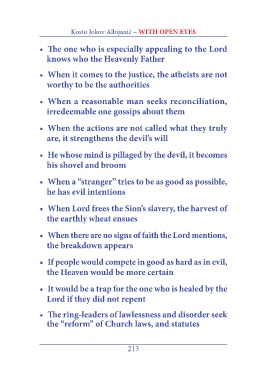 Kosto Jokov Albijanić – WITH OPEN EYES
• The one who is especially appealing to the Lord
knows who the Heavenly Father
• When it comes to the justice, the atheists are not
worthy to be the authorities
• When a reasonable man seeks reconciliation,
irredeemable one gossips about them
• When the actions are not called what they truly
are, it strengthens the devil's will
• He whose mind is pillaged by the devil, it becomes
his shovel and broom
• When a “stranger” tries to be as good as possible,
he has evil intentions
• When Lord frees the Sion's slavery, the harvest of
the earthly wheat ensues
• When there are no signs of faith the Lord mentions,
the breakdown appears
• If people would compete in good as hard as in evil,
the Heaven would be more certain
• It would be a trap for the one who is healed by the
Lord if they did not repent
• The ring-leaders of lawlessness and disorder seek
the “reform” of Church laws, and statutes
213